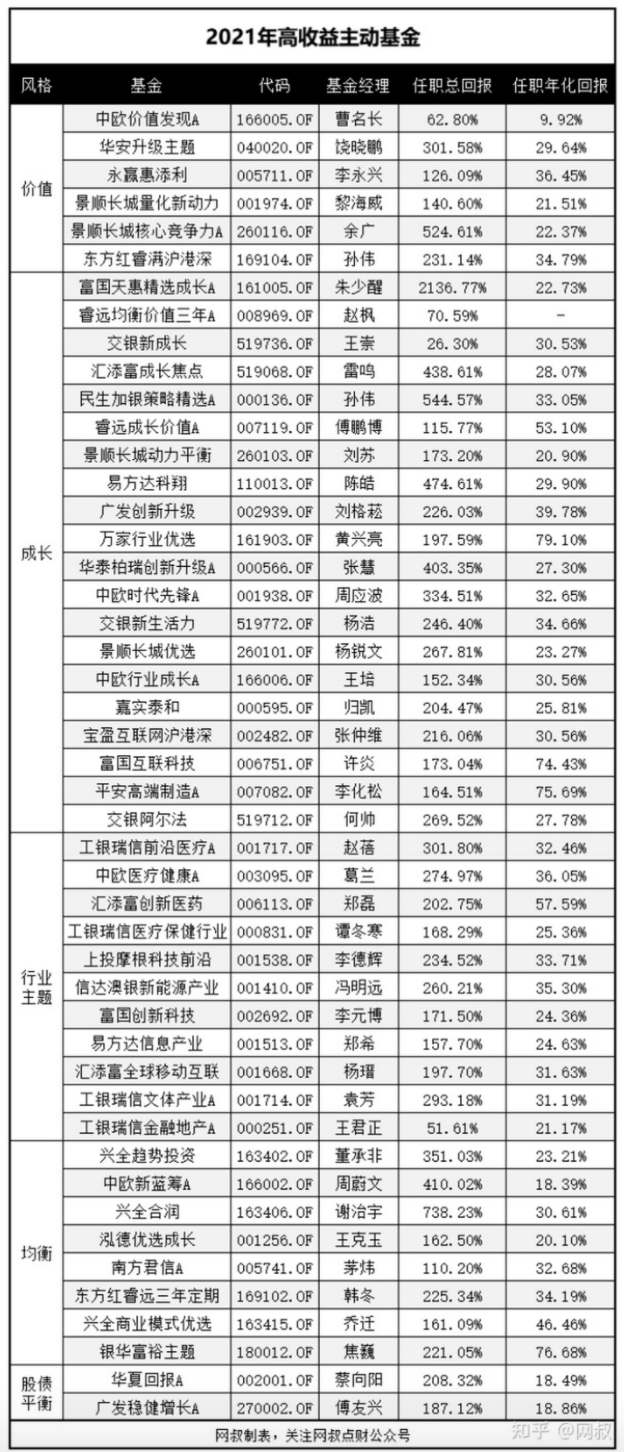 2021年高收益主动基金
风格 基金 代码 基金经理 任职总回报 任职年化回报
价值
中欧价值发现A 166005.OF 曹名长 62.80% 9.92%
华安升级主题 040020.OF 饶晓鹏 301.58% 29.64%
永赢惠添利 005711.OF 李永兴 126.09% 36.45%
景顺长城量化新动力 001974.OF 黎海威 140.60% 21.51%
景顺长城核心竞争力A 260116.OF 余广 524.61% 22.37%
东方红睿满沪港深 169104.OF 孙伟 231.14% 34.79%
成长
富国天惠精选成长A 161005.OF 朱少醒 2136.77% 22.73%
睿远均衡价值三年A 008969.OF 赵枫 70.59% -
交银新成长 519736.OF 王崇 26.30% 30.53%
汇添富成长焦点 519068.OF 雷鸣 438.61% 28.07%
民生加银策略精选A 000136.OF 孙伟 544.57% 33.05%
睿远成长价值A 007119.OF 傅鹏博 115.77% 53.10%
景顺长城动力平衡 260103.OF 刘苏 173.20% 20.90%
易方达科翔 110013.OF 陈皓 474.61% 29.90%
广发创新升级 002939.OF 刘格菘 226.03% 39.78%
万家行业优选 161903.OF 黄兴亮 197.59% 79.10%
华泰柏瑞创新升级A 000566.OF 张慧 403.35% 27.30%
中欧时代先锋A 001938.OF 周应波 334.51% 32.65%
交银新生活力 519772.OF 杨浩 246.40% 34.66%
景顺长城优选 260101.OF 杨锐文 267.81% 23.27%
中欧行业成长A 166006.OF 王培 152.34% 30.56%
嘉实泰和 000595.OF 归凯 204.47% 25.81%
宝盈互联网沪港深 002482.OF 张仲维 216.06% 30.56%
富国互联科技 006751.OF 许炎 173.04% 74.43%
平安高端制造A 007082.OF 李化松 164.51% 75.69%
交银阿尔法 519712.OF 何帅 269.52% 27.78%
行业
主题
工银瑞信前沿医疗A 001717.OF 赵蓓 301.80% 32.46%
中欧医疗健康A 003095.OF 葛兰 274.97% 36.05%
汇添富创新医药 006113.OF 郑磊 202.75% 57.59%
工银瑞信医疗保健行业 000831.OF 谭冬寒 168.29% 25.36%
上投摩根科技前沿 001538.OF 李德辉 234.52% 33.71%
信达澳银新能源产业 001410.OF 冯明远 260.21% 35.30%
富国创新科技 002692.OF 李元博 171.50% 24.36%
易方达信息产业 001513.OF 郑希 157.70% 24.63%
汇添富全球移动互联 001668.OF 杨瑨 197.70% 31.63%
工银瑞信文体产业A 001714.OF 袁芳 293.18% 31.19%
工银瑞信金融地产A 000251.OF 王君正 51.61% 21.17%
均衡
兴全趋势投资 163402.OF 董承非 351.03% 23.21%
中欧新蓝筹A 166002.OF 周蔚文 410.02% 18.39%
兴全合润 163406.OF 谢治宇 738.23% 30.61%
泓德优选成长 001256.OF 王克玉 162.50% 20.10%
南方君信A 005741.OF 茅炜 110.20% 32.68%
东方红睿远三年定期 169102.OF 韩冬 225.34% 34.19%
兴全商业模式优选 163415.OF 乔迁 161.09% 46.46%
银华富裕主题 180012.OF 焦巍 221.05% 76.68%
股债
平衡
华夏回报A 002001.OF 蔡向阳 208.32% 18.49%
广发稳健增长A 270002.OF 傅友兴 187.12% 18.86%
网叔制表，关注网叔点财公众号
知乎 @网叔